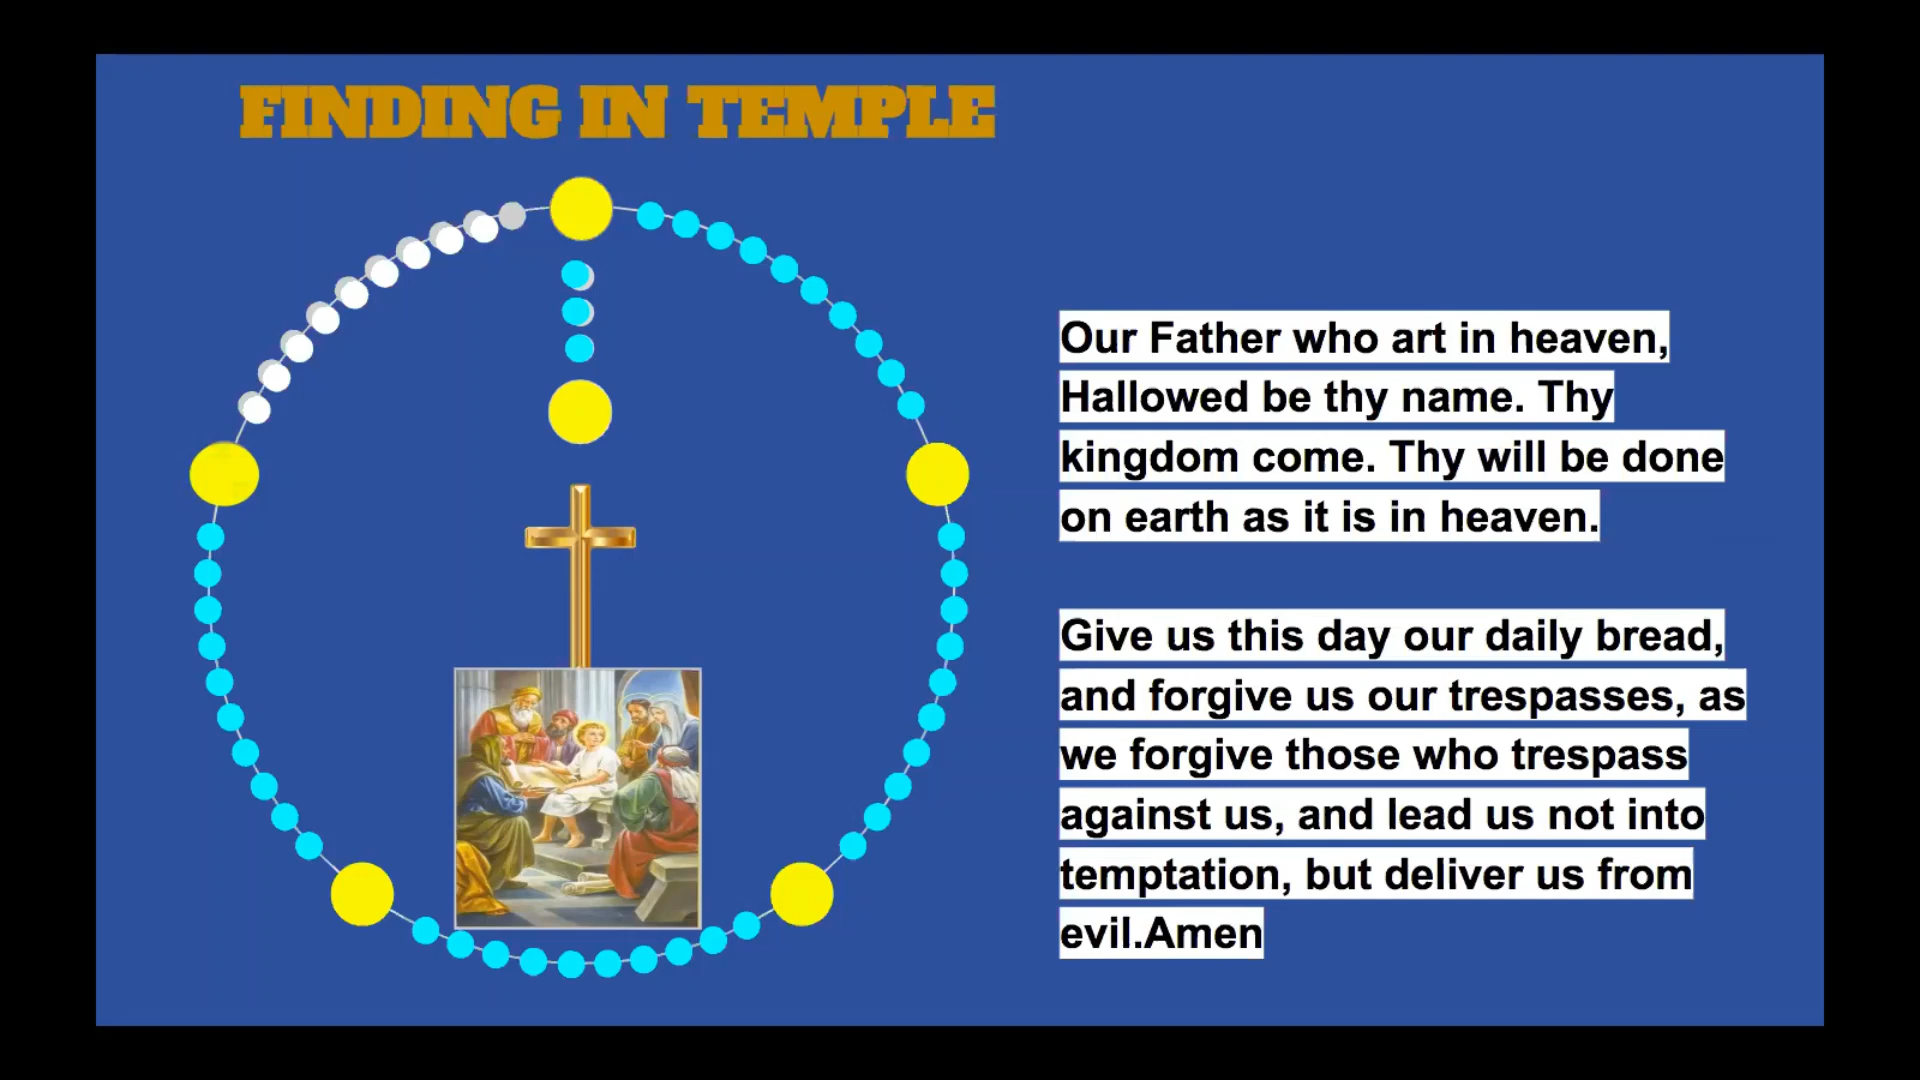 FINDING IN TEMPLE
Our Father who art in heaven,
Hallowed be thy name. Thy
kingdom come. Thy will be done
on earth as it is in heaven.
Give us this day our daily bread,
and forgive us our trespasses, as
we forgive those who trespass
against us, and lead us not into
temptation, but deliver us from
evil.Amen